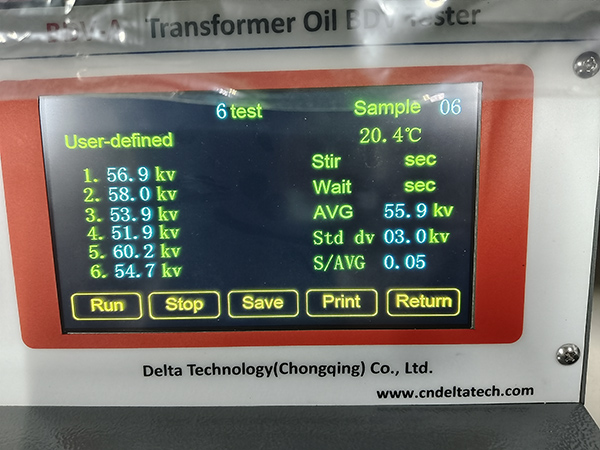 Transformer Oil BDV Tester
6 test
Sample 06
User-defined
20.4℃
1. 56.9 kv
2. 58.0 kv
3. 53.9 kv
4. 51.9 kv
5. 60.2 kv
6. 54.7 kv
Stir sec
Wait sec
AVG 55.9 kv
Std dv 03.0 kv
S/AVG 0.05
Run
Stop
Save
Print
Return
Delta Technology(Chongqing) Co., Ltd.
www.cndeltatech.com